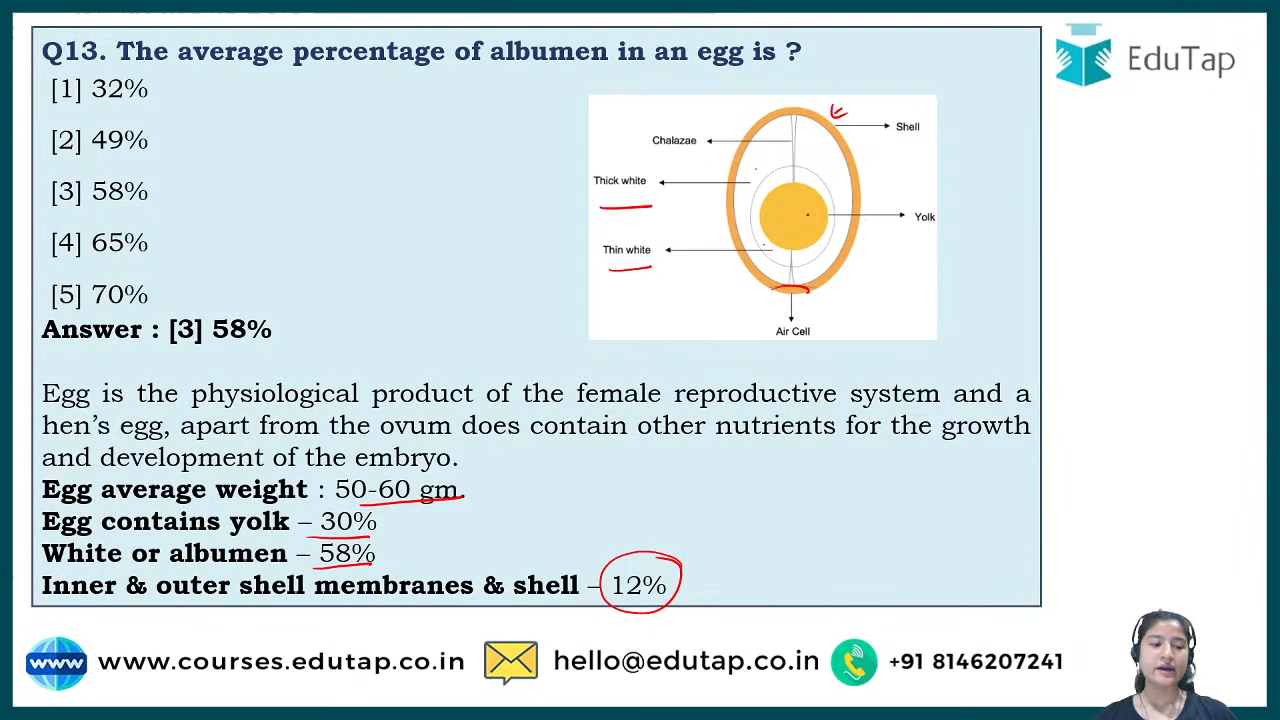 Q13. The average percentage of albumen in an egg is ?
[1] 32%
[2] 49%
[3] 58%
[4] 65%
[5] 70%
Answer : [3] 58%
Chalazae
Shell
Thick white
Yolk
Thin white
Air Cell
Egg is the physiological product of the female reproductive system and a
hen's egg, apart from the ovum does contain other nutrients for the growth
and development of the embryo.
Egg average weight : 50-60 gm.
Egg contains yolk – 30%
White or albumen – 58%
Inner & outer shell membranes & shell – 12%
EduTap
www
www.courses.edutap.co.in
hello@edutap.co.in
+91 8146207241